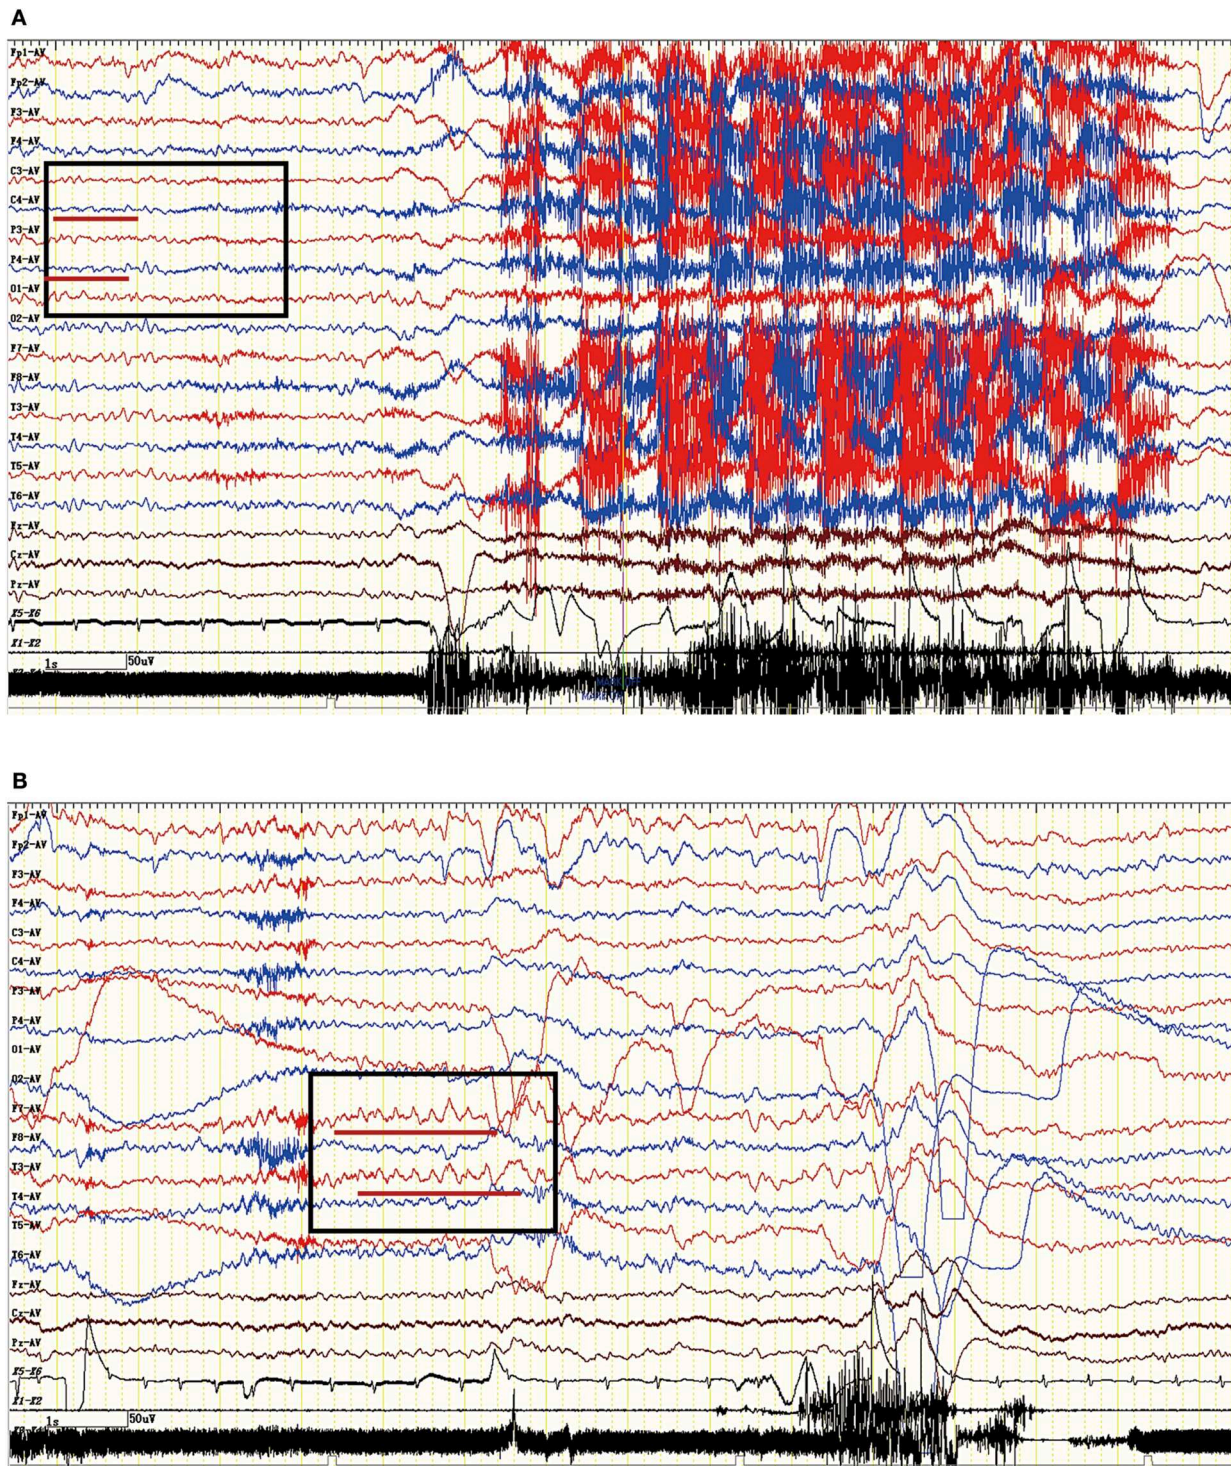 A
Fp1-AV
Fp2-AV
F3-AV
F4-AV
C3-AV
C4-AV
P3-AV
P4-AV
O1-AV
O2-AV
F7-AV
F8-AV
T3-AV
T4-AV
T5-AV
T6-AV
Fz-AV
Cz-AV
Pz-AV
X5-X6
X1-X2
1s 50uV
B
Fp1-AV
Fp2-AV
F3-AV
F4-AV
C3-AV
C4-AV
P3-AV
P4-AV
O1-AV
O2-AV
F7-AV
F8-AV
T3-AV
T4-AV
T5-AV
T6-AV
Fz-AV
Cz-AV
Pz-AV
X5-X6
X1-X2
1s 50uV